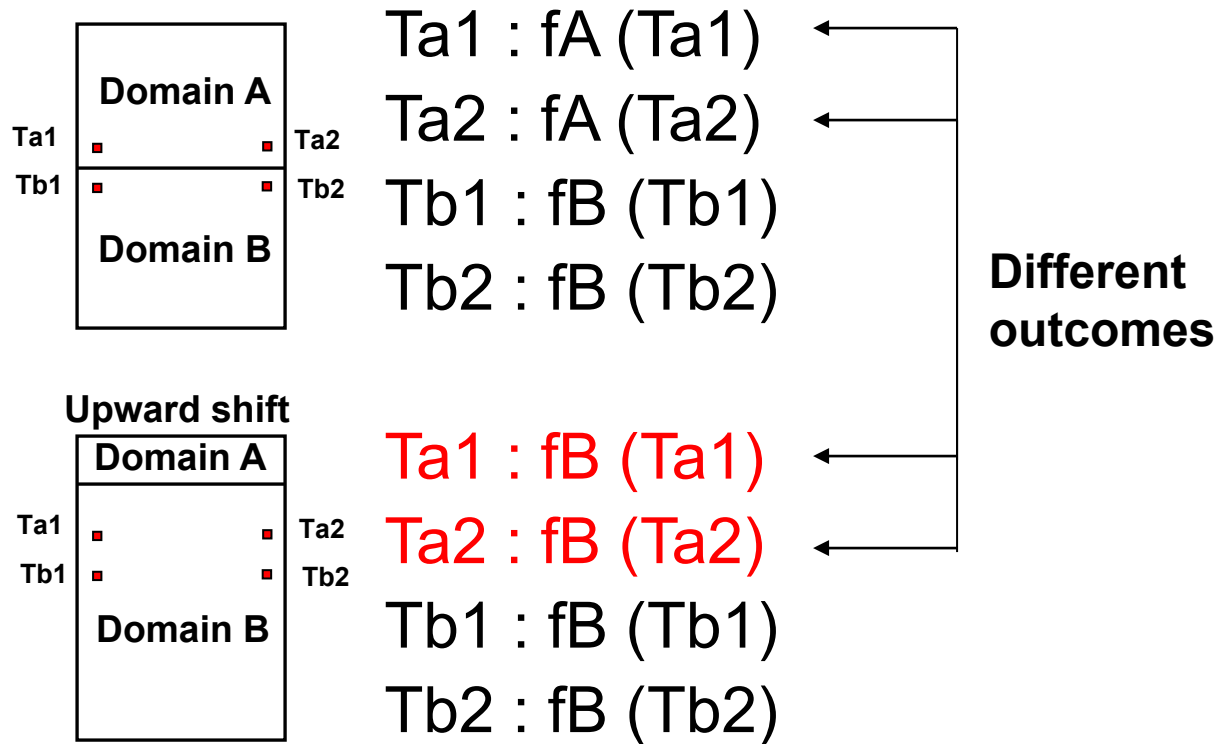 Domain A
Ta1
Ta2
Tb1
Tb2
Domain B
Ta1 : fA (Ta1)
Ta2 : fA (Ta2)
Tb1 : fB (Tb1)
Tb2 : fB (Tb2)
Different
outcomes
Upward shift
Domain A
Ta1
Ta2
Tb1
Tb2
Domain B
Ta1 : fB (Ta1)
Ta2 : fB (Ta2)
Tb1 : fB (Tb1)
Tb2 : fB (Tb2)